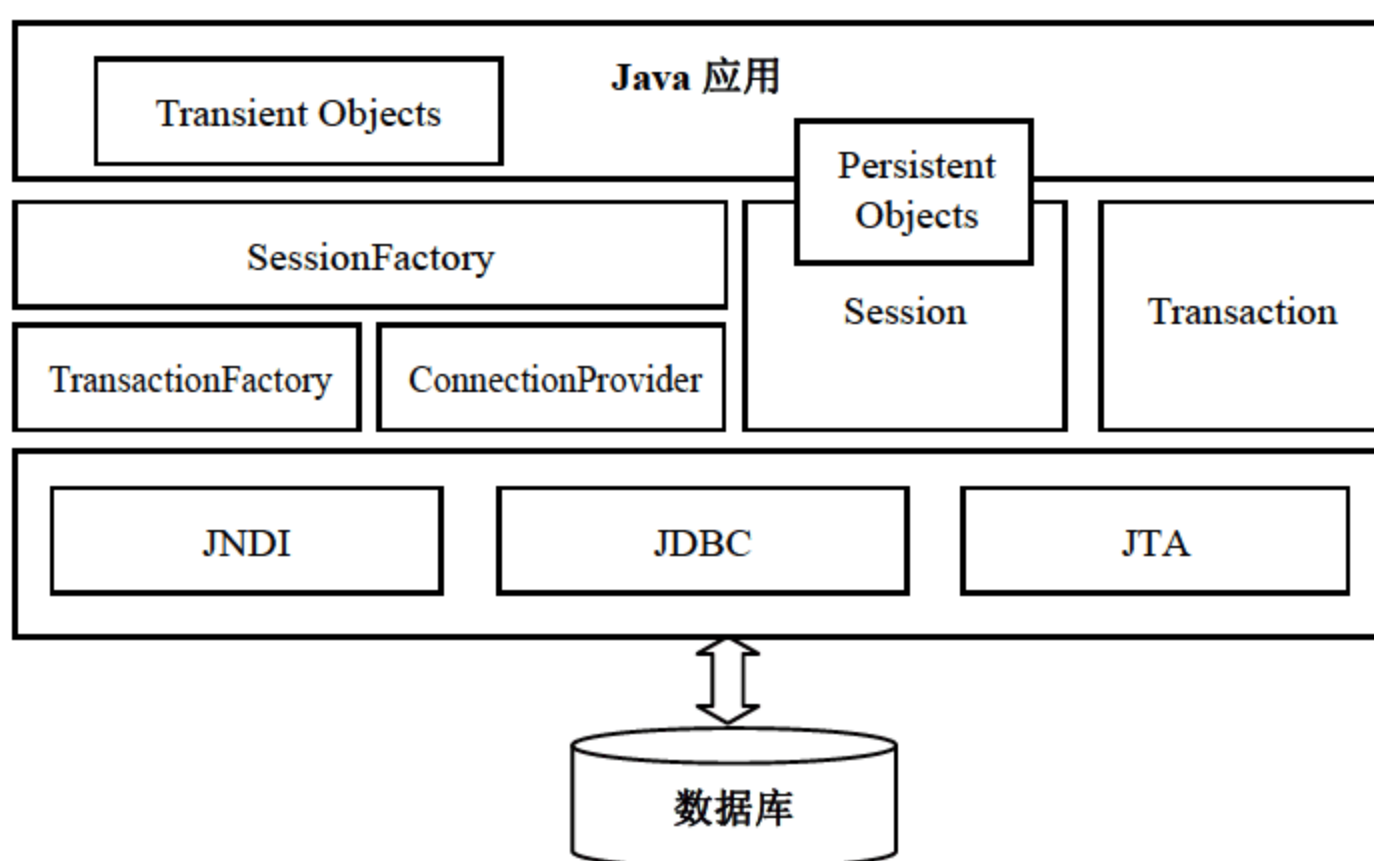 Java 应用
Transient Objects
Persistent
Objects
SessionFactory
Session
Transaction
TransactionFactory
ConnectionProvider
JNDI
JDBC
JTA
数据库